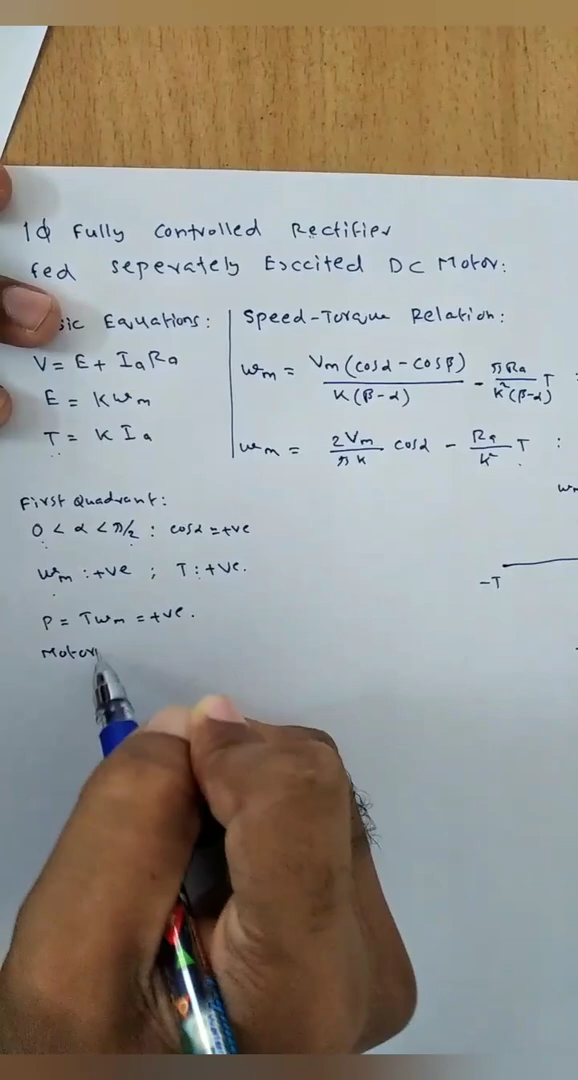 1ϕ Fully Controlled Rectifier
fed seperately Excited DC Motor:
sic Equations:
V = E + IaRa
E = Kωm
T = K Ia
Speed-Torque Relation:
ωm = Vm (cosα - cosβ) / K(β-α) - πRa / K²(β-α) T :
ωm = 2Vm / πK cosα - Ra / K² T :
First Quadrant:
0 < α < π/2 : cosα = +ve
ωm : +ve ; T : +ve.
P = Tωm = +ve.
Motor
-T